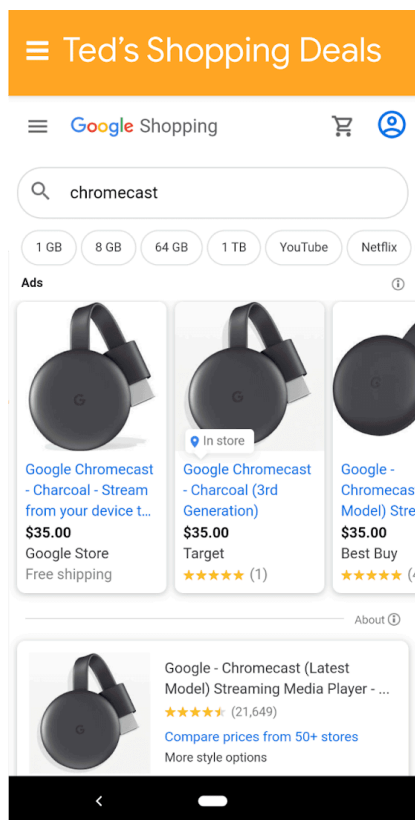 Ted's Shopping Deals
Google Shopping
chromecast
1 GB
8 GB
64 GB
1 TB
YouTube
Netflix
Ads
In store
Google Chromecast
- Charcoal - Stream
from your device t...
$35.00
Google Store
Free shipping
Google Chromecast
- Charcoal (3rd
Generation)
$35.00
Target
(1)
Google -
Chromecas
Model) Stre
$35.00
Best Buy
About
Google - Chromecast (Latest
Model) Streaming Media Player - ...
(21,649)
Compare prices from 50+ stores
More style options